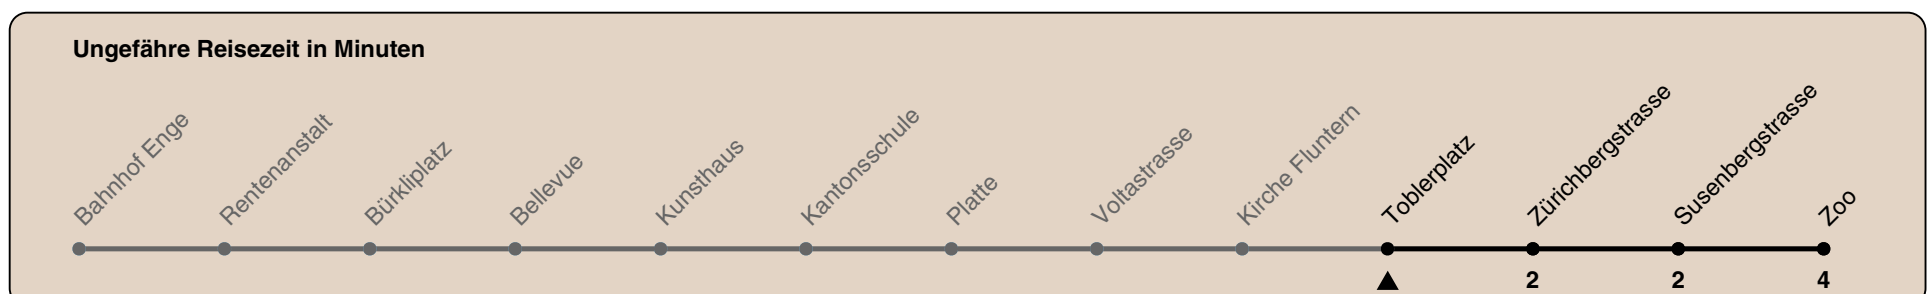 Ungefähre Reisezeit in Minuten
Bahnhof Enge
Rentenanstalt
Bürkliplatz
Bellevue
Kunsthaus
Kantonsschule
Platte
Voltastrasse
Kirche Fluntern
Toblerplatz
Zürichbergstrasse
Susenbergstrasse
Zoo
2 2 4